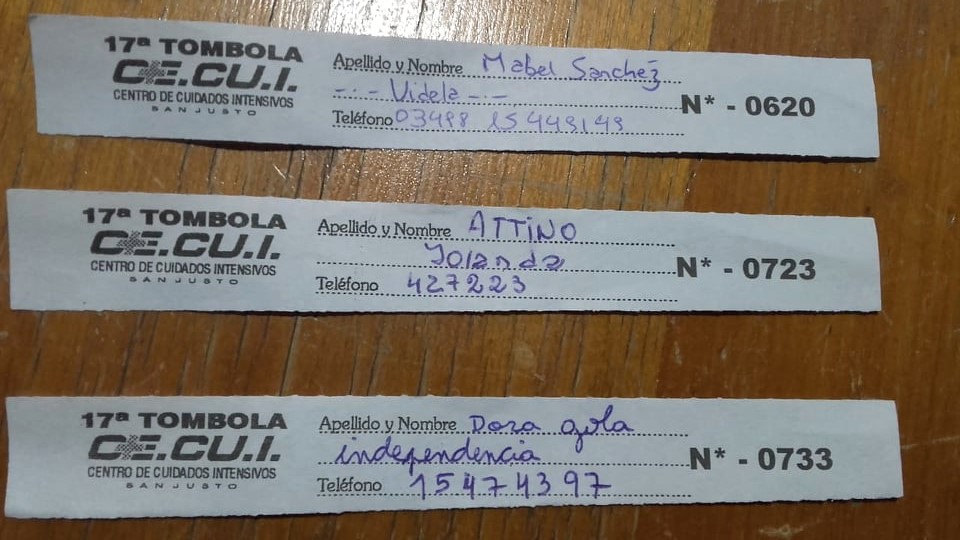 17ª TOMBOLA
CE.CU.I.
CENTRO DE CUIDADOS INTENSIVOS
SAN JUSTO
Apellido y Nombre Mabel Sanchez
- · - Videla - · -
Teléfono 03498 15449149
N* - 0620
17ª TOMBOLA
CE.CU.I.
CENTRO DE CUIDADOS INTENSIVOS
SAN JUSTO
Apellido y Nombre ATTINO
Yolanda
Teléfono 427223
N* - 0723
17ª TOMBOLA
CE.CU.I.
CENTRO DE CUIDADOS INTENSIVOS
SAN JUSTO
Apellido y Nombre Dora
independencia
Teléfono 15474397
N* - 0733